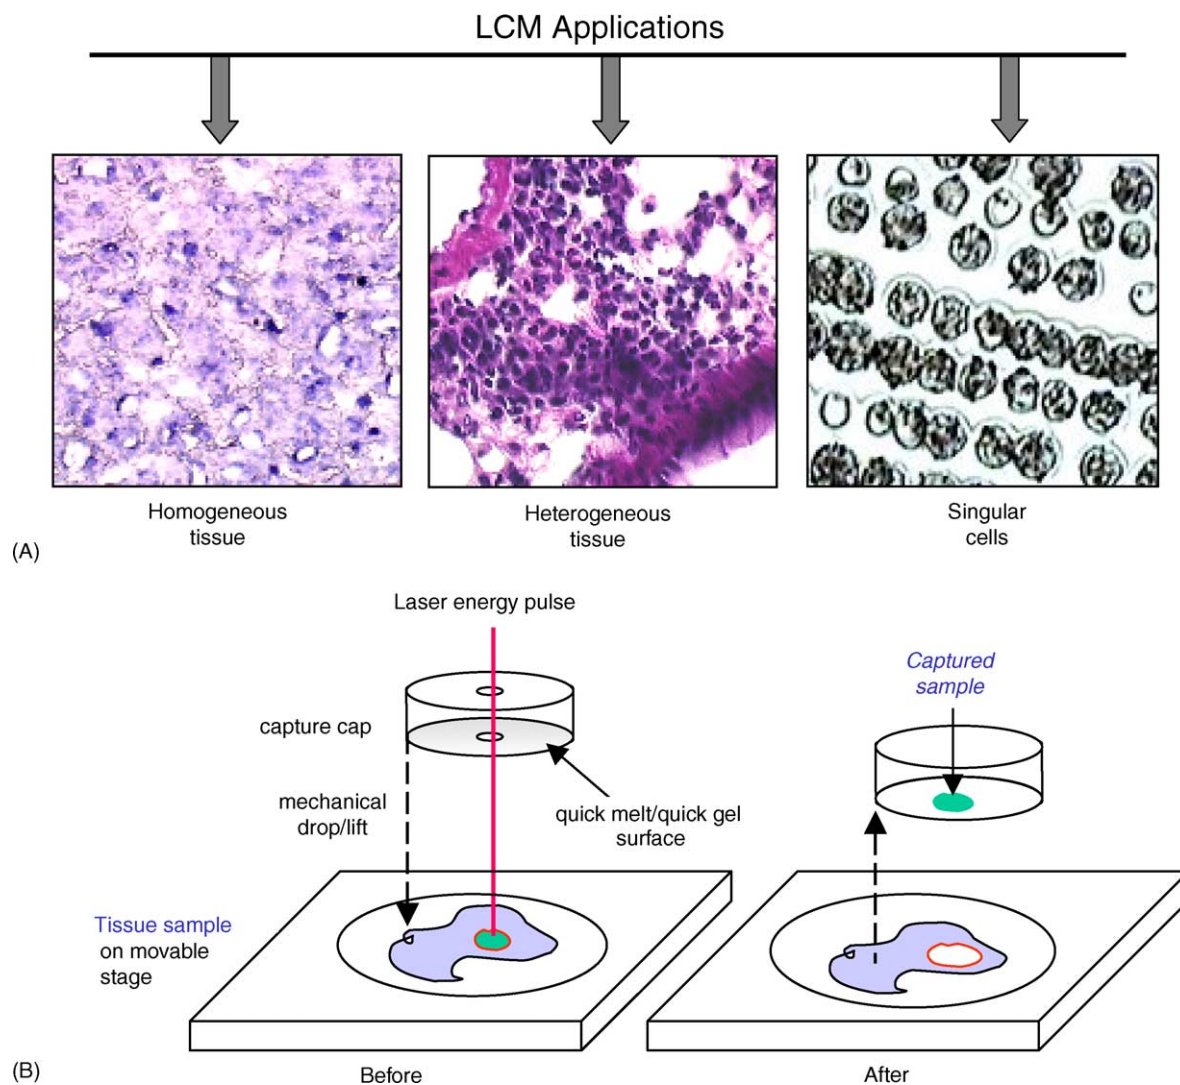 LCM Applications
Homogeneous
tissue
Heterogeneous
tissue
Singular
cells
(A)
Laser energy pulse
capture cap
mechanical
drop/lift
quick melt/quick gel
surface
Captured
sample
Tissue sample
on movable
stage
Before
After
(B)